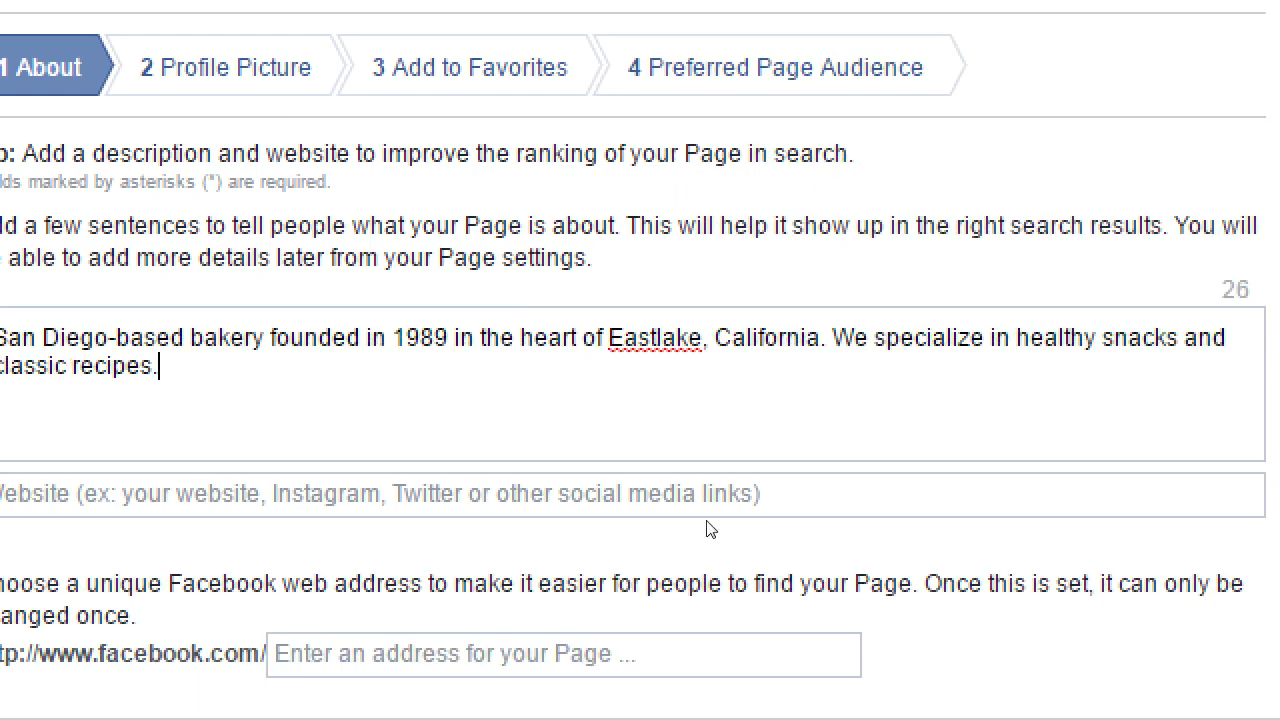 1 About
2 Profile Picture
3 Add to Favorites
4 Preferred Page Audience
: Add a description and website to improve the ranking of your Page in search.
marked by asterisks (*) are required.
a few sentences to tell people what your Page is about. This will help it show up in the right search results. You will
able to add more details later from your Page settings.
26
San Diego-based bakery founded in 1989 in the heart of Eastlake, California. We specialize in healthy snacks and
classic recipes.
Website (ex: your website, Instagram, Twitter or other social media links)
a unique Facebook web address to make it easier for people to find your Page. Once this is set, it can only be
once.
tp://www.facebook.com/ Enter an address for your Page ...